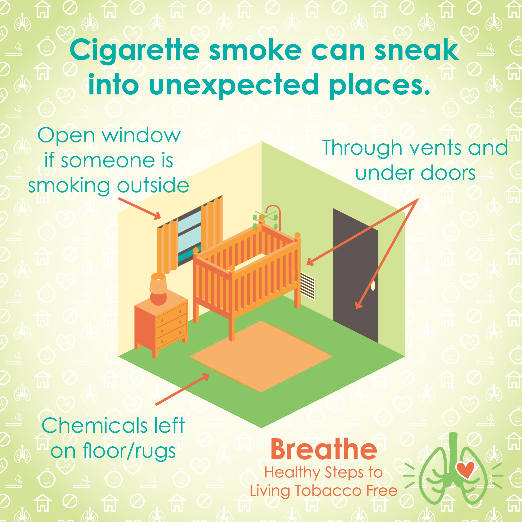 Cigarette smoke can sneak
into unexpected places.
Open window
if someone is
smoking outside
Through vents and
under doors
Chemicals left
on floor/rugs
Breathe
Healthy Steps to
Living Tobacco Free